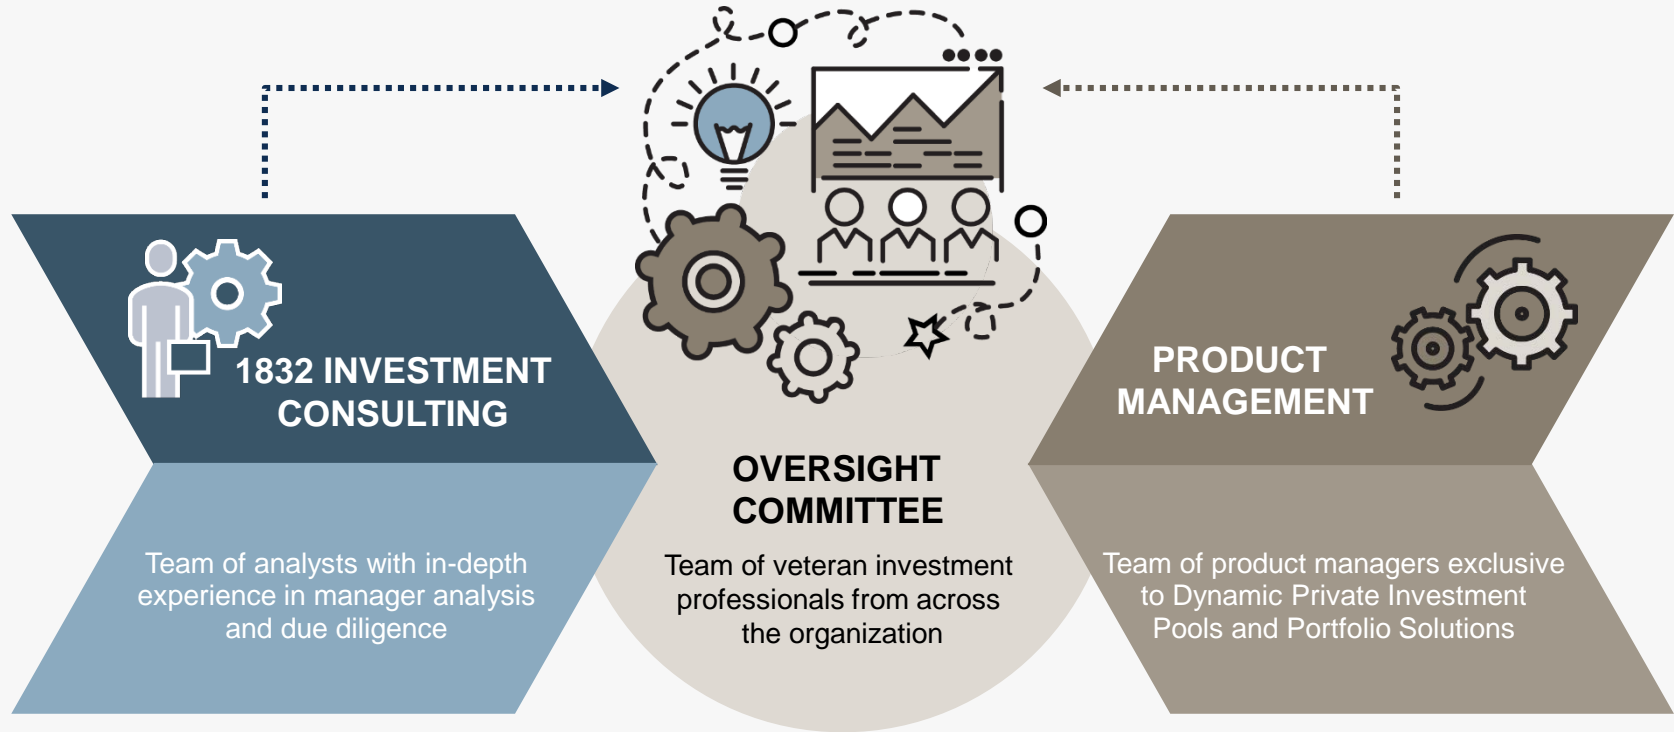 1832 INVESTMENT
CONSULTING
Team of analysts with in-depth
experience in manager analysis
and due diligence
OVERSIGHT
COMMITTEE
Team of veteran investment
professionals from across
the organization
PRODUCT
MANAGEMENT
Team of product managers exclusive
to Dynamic Private Investment
Pools and Portfolio Solutions